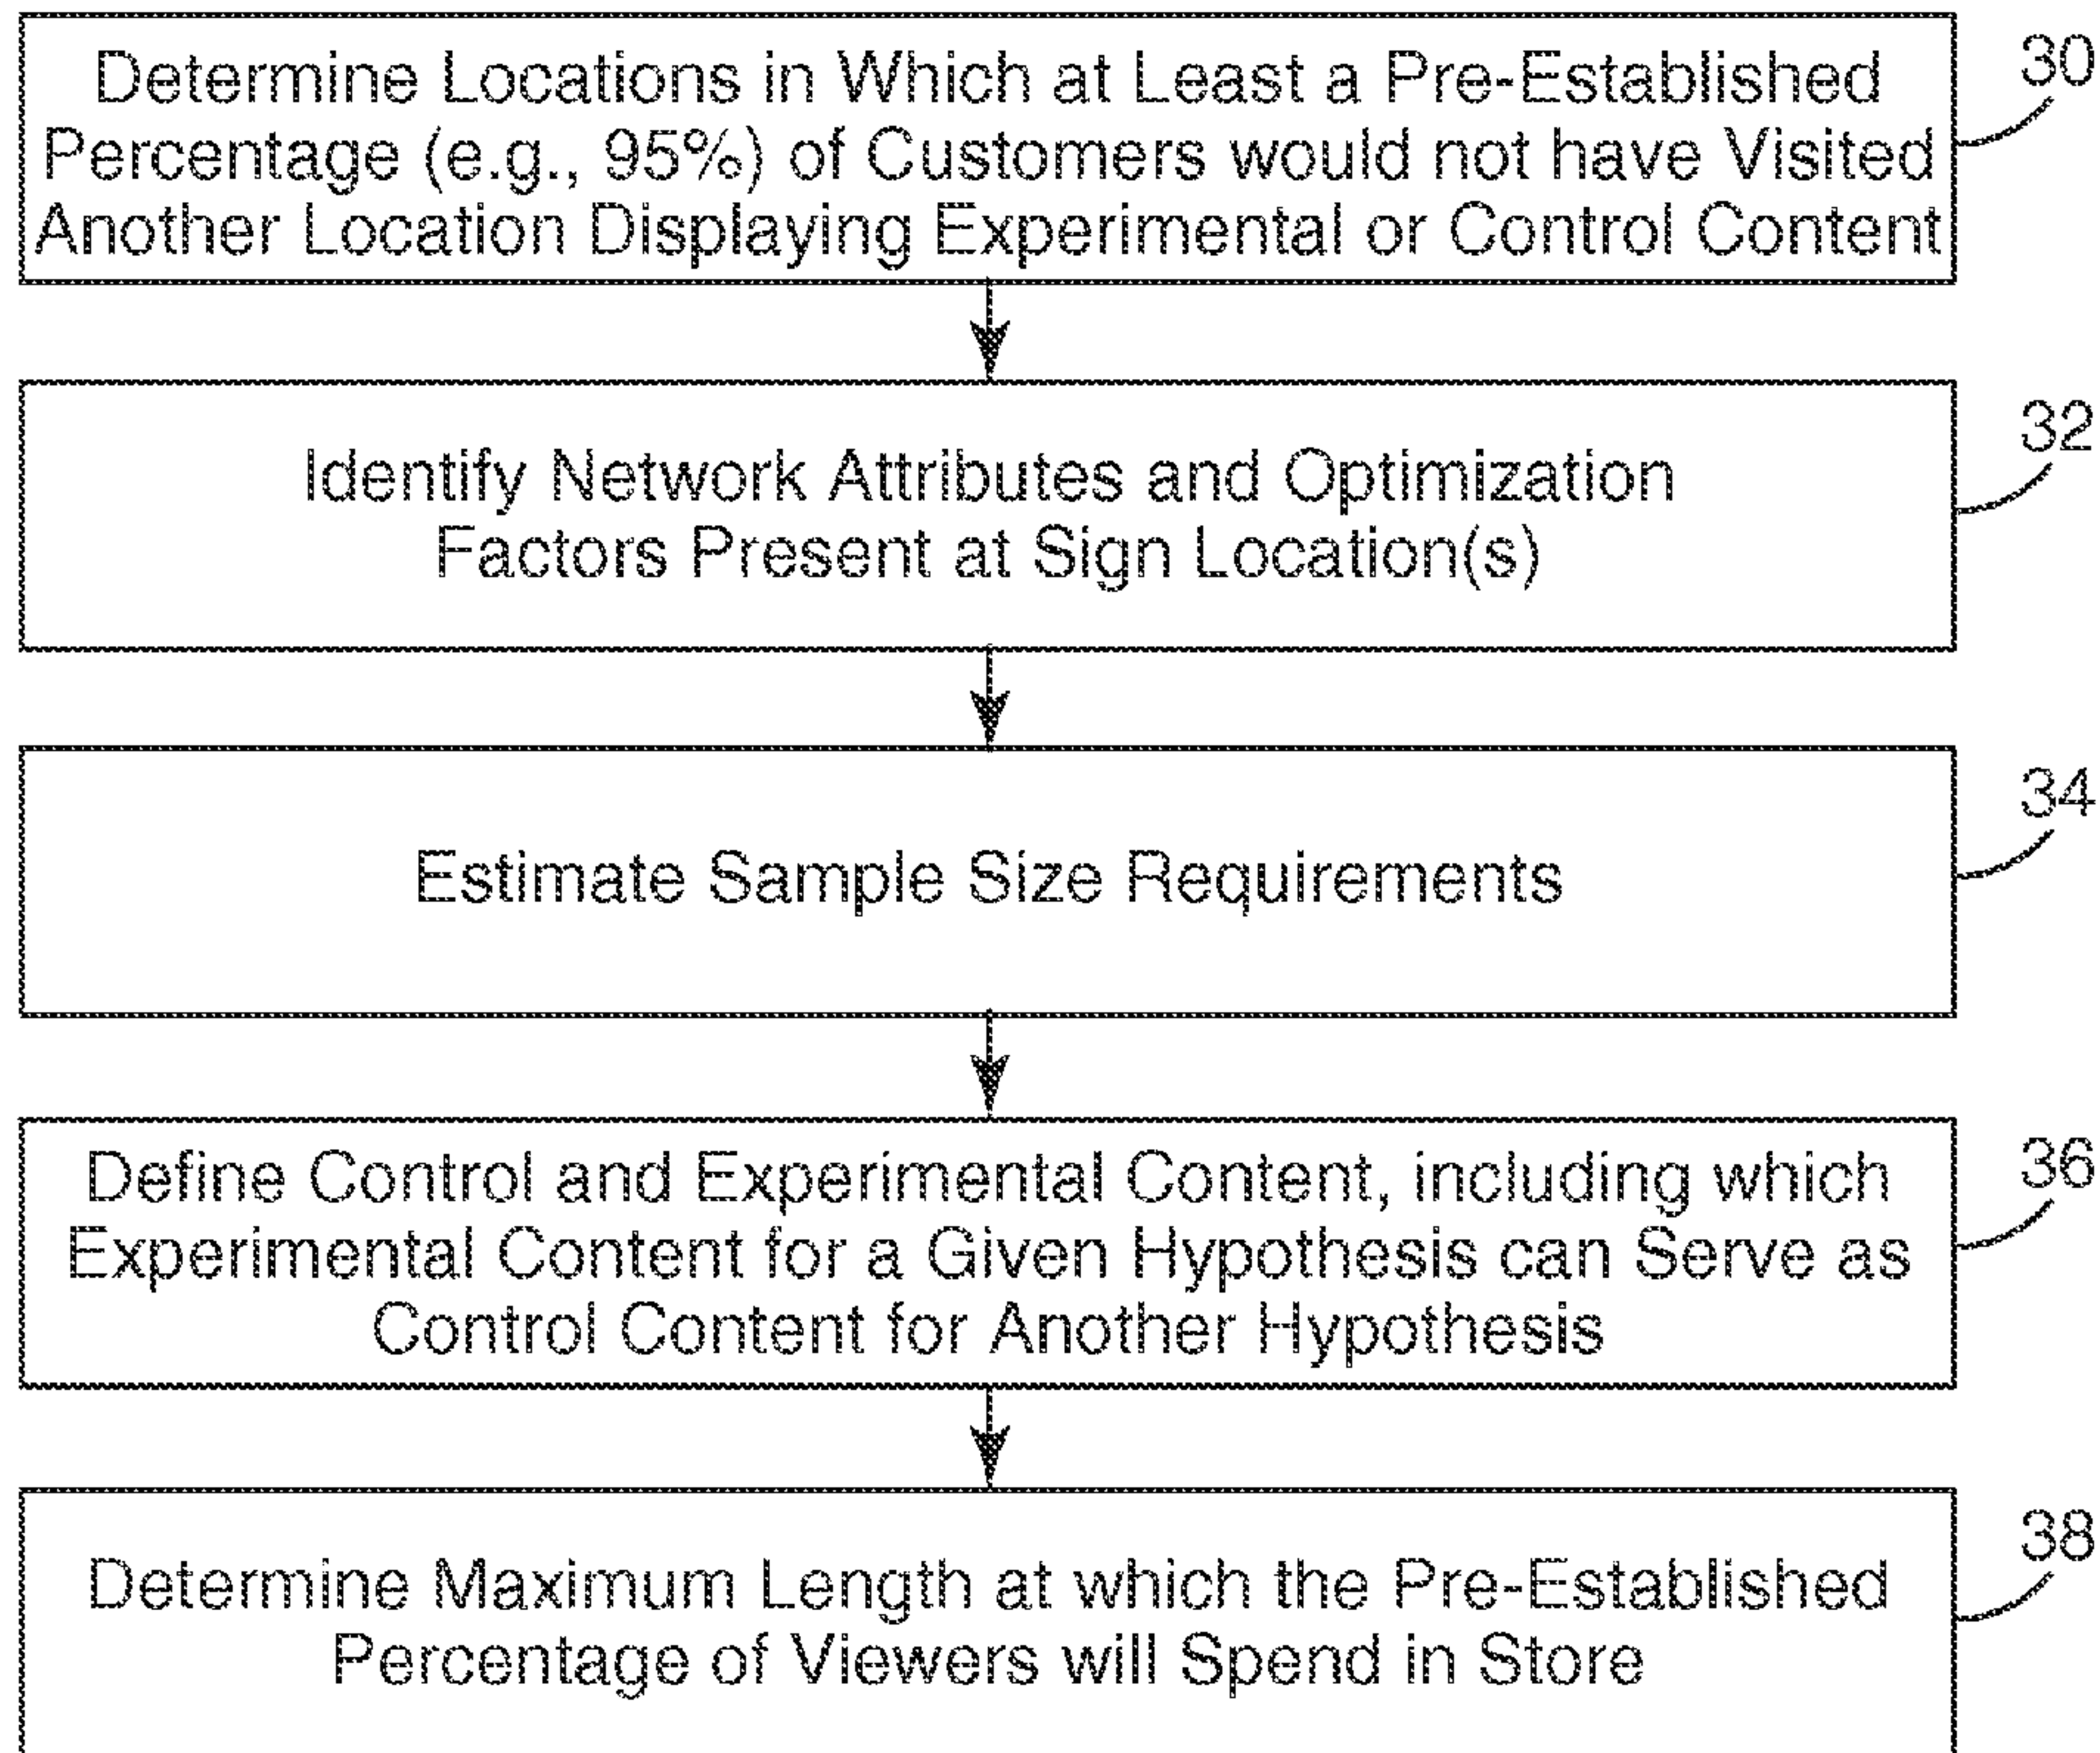 Determine Locations in Which at Least a Pre-Established
Percentage (e.g., 95%) of Customers would not have Visited
Another Location Displaying Experimental or Control Content
30
Identify Network Attributes and Optimization
Factors Present at Sign Location(s)
32
Estimate Sample Size Requirements
34
Define Control and Experimental Content, including which
Experimental Content for a Given Hypothesis can Serve as
Control Content for Another Hypothesis
36
Determine Maximum Length at which the Pre-Established
Percentage of Viewers will Spend in Store
38